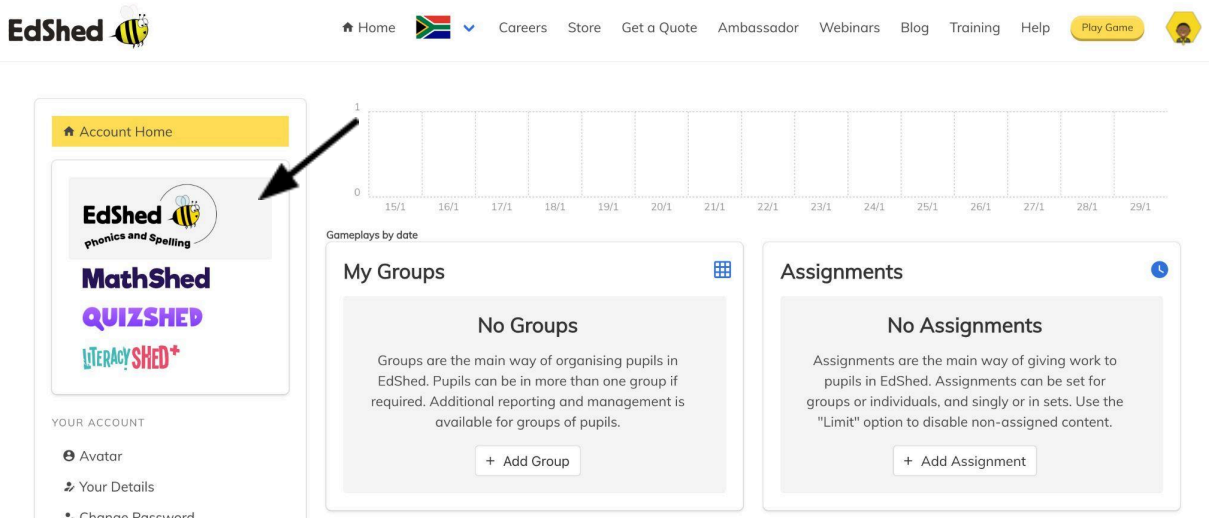 EdShed
Home Careers Store Get a Quote Ambassador Webinars Blog Training Help Play Game
Account Home
EdShed
Phonics and Spelling
MathShed
QUIZSHED
LITERACY SHED+
YOUR ACCOUNT
Avatar
Your Details
Change Password
1
0
15/1 16/1 17/1 18/1 19/1 20/1 21/1 22/1 23/1 24/1 25/1 26/1 27/1 28/1 29/1
Gameplays by date
My Groups
No Groups
Groups are the main way of organising pupils in
EdShed. Pupils can be in more than one group if
required. Additional reporting and management is
available for groups of pupils.
+ Add Group
Assignments
No Assignments
Assignments are the main way of giving work to
pupils in EdShed. Assignments can be set for
groups or individuals, and singly or in sets. Use the
"Limit" option to disable non-assigned content.
+ Add Assignment